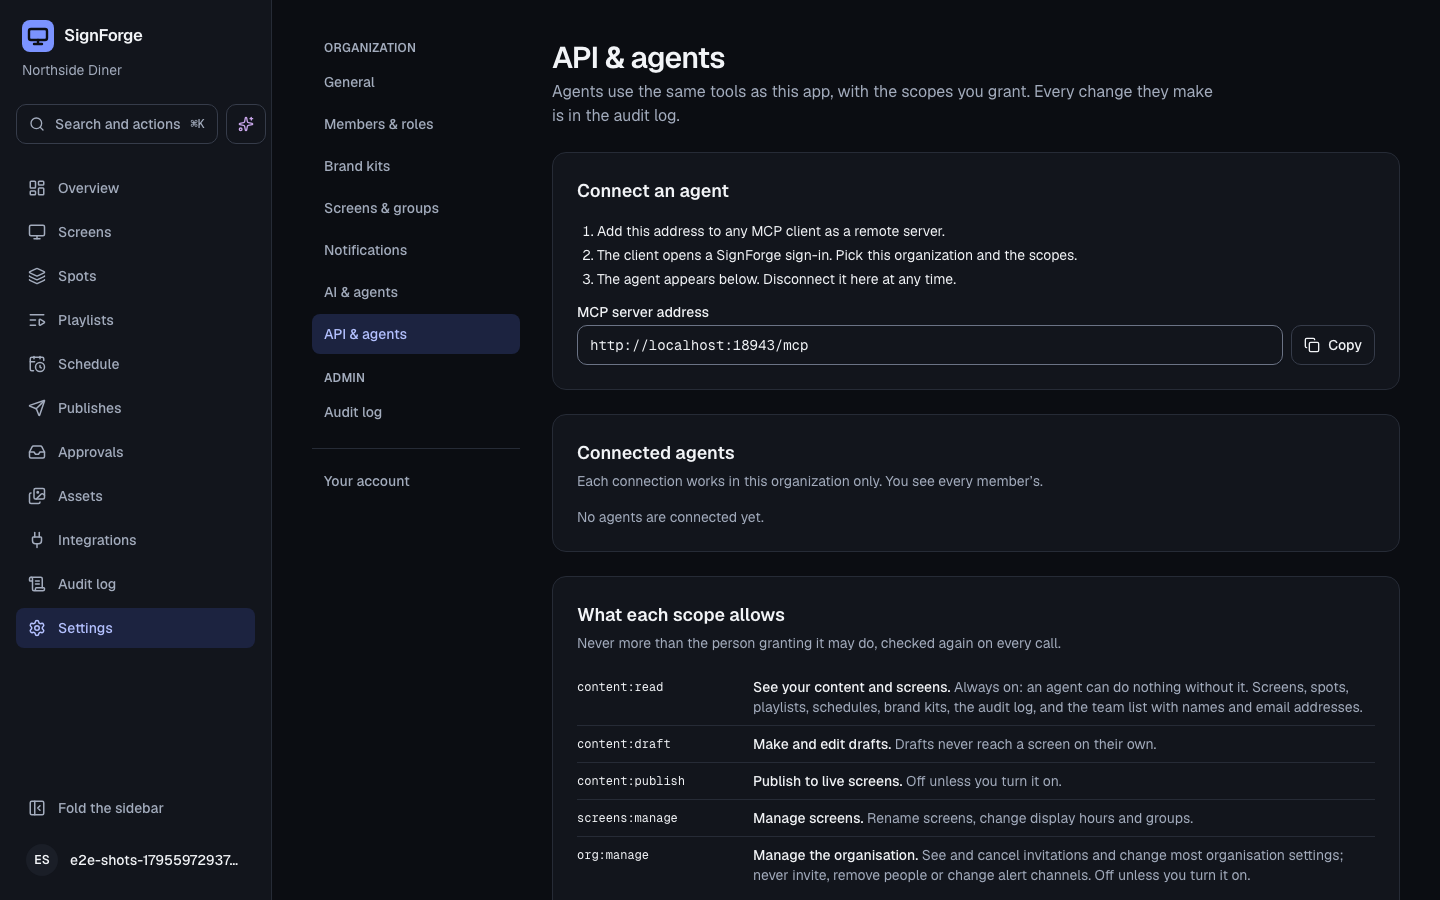 SignForge
Northside Diner
Search and actions ⌘K
Overview
Screens
Spots
Playlists
Schedule
Publishes
Approvals
Assets
Integrations
Audit log
Settings
Fold the sidebar
ES e2e-shots-17955972937...
ORGANIZATION
General
Members & roles
Brand kits
Screens & groups
Notifications
AI & agents
API & agents
ADMIN
Audit log
Your account
API & agents
Agents use the same tools as this app, with the scopes you grant. Every change they make
is in the audit log.
Connect an agent
1. Add this address to any MCP client as a remote server.
2. The client opens a SignForge sign-in. Pick this organization and the scopes.
3. The agent appears below. Disconnect it here at any time.
MCP server address
http://localhost:18943/mcp
Copy
Connected agents
Each connection works in this organization only. You see every member's.
No agents are connected yet.
What each scope allows
Never more than the person granting it may do, checked again on every call.
content:read See your content and screens. Always on: an agent can do nothing without it. Screens, spots,
playlists, schedules, brand kits, the audit log, and the team list with names and email addresses.
content:draft Make and edit drafts. Drafts never reach a screen on their own.
content:publish Publish to live screens. Off unless you turn it on.
screens:manage Manage screens. Rename screens, change display hours and groups.
org:manage Manage the organisation. See and cancel invitations and change most organisation settings;
never invite, remove people or change alert channels. Off unless you turn it on.